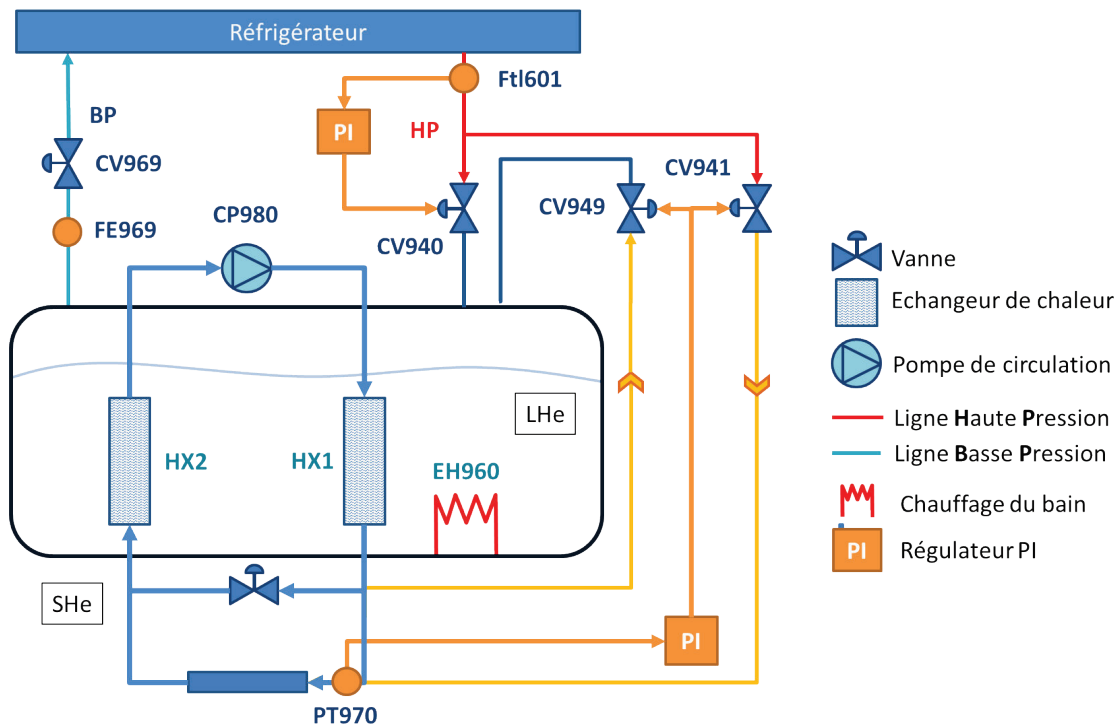 Réfrigérateur
Ftl601
BP
PI
HP
CV969
CV941
CP980
CV949
FE969
CV940
Vanne
Echangeur de chaleur
Pompe de circulation
LHe
HX2
HX1
EH960
Ligne Haute Pression
Ligne Basse Pression
Chauffage du bain
PI
Régulateur PI
SHe
PI
PT970